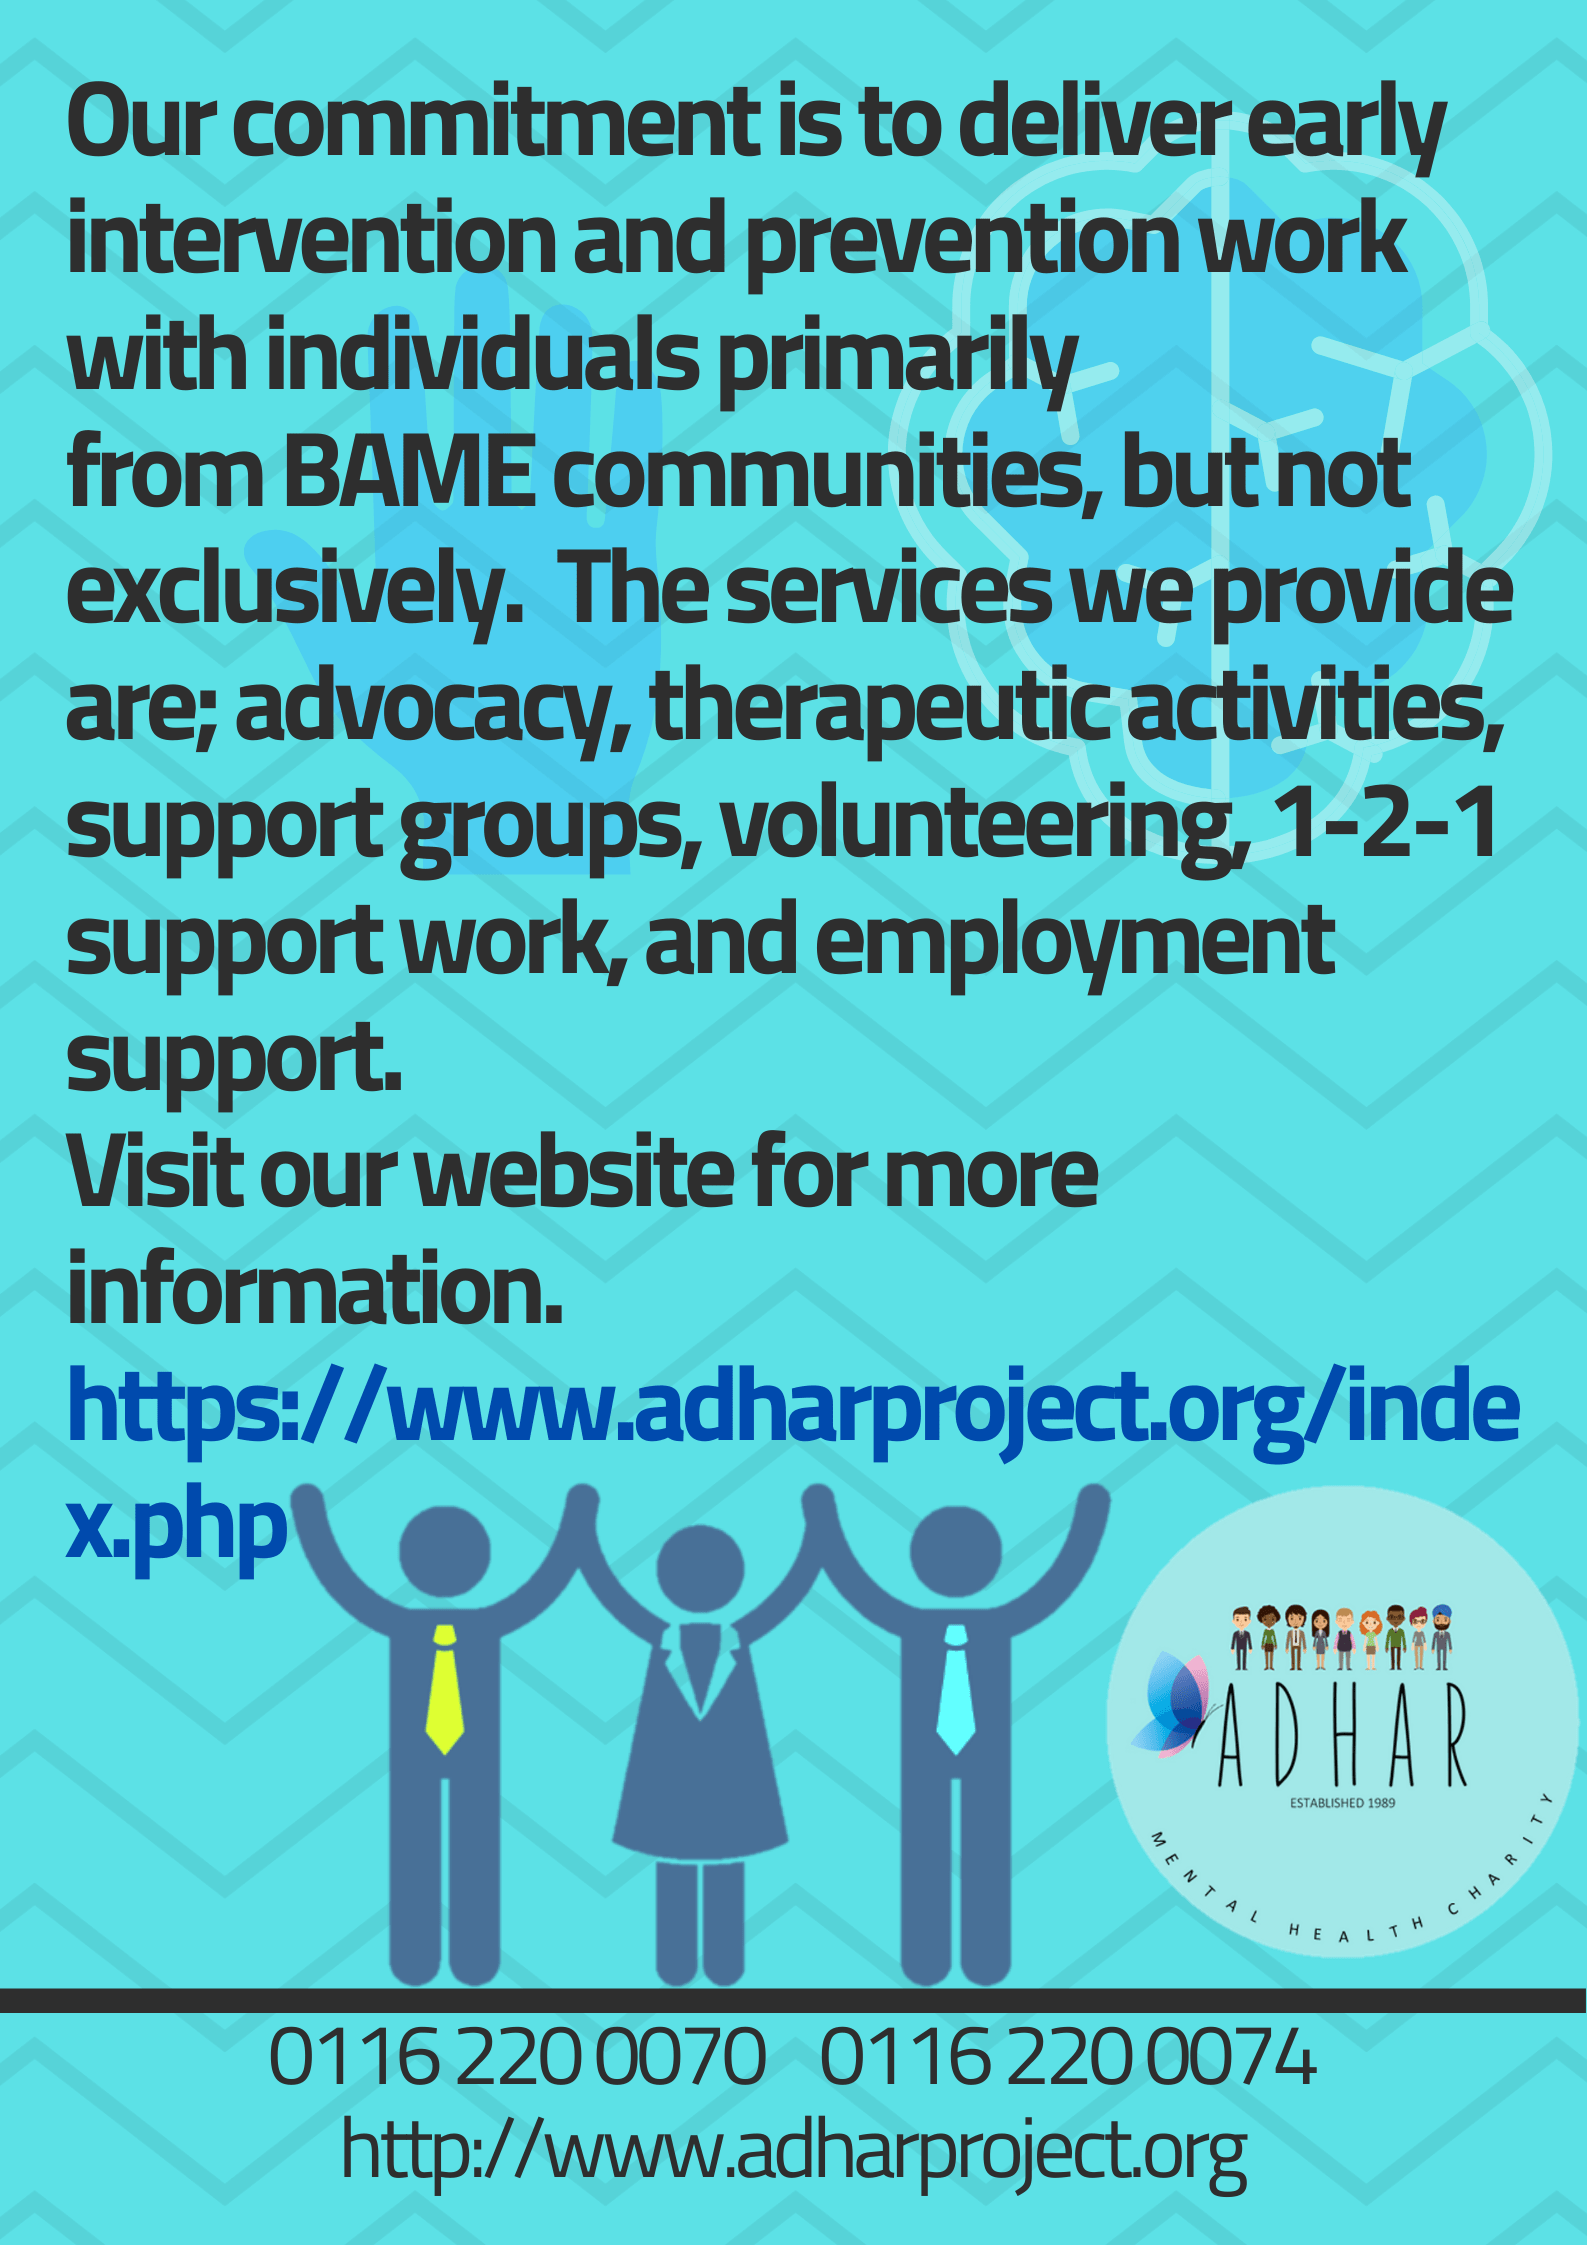 Our commitment is to deliver early
intervention and prevention work
with individuals primarily
from BAME communities, but not
exclusively.  The services we provide
are; advocacy, therapeutic activities,
support groups, volunteering, 1-2-1
support work, and employment
support.
Visit our website for more
information.
https://www.adharproject.org/inde
x.php
ADHAR
ESTABLISHED 1989
MENTAL HEALTH CHARITY
0116 220 0070   0116 220 0074
http://www.adharproject.org